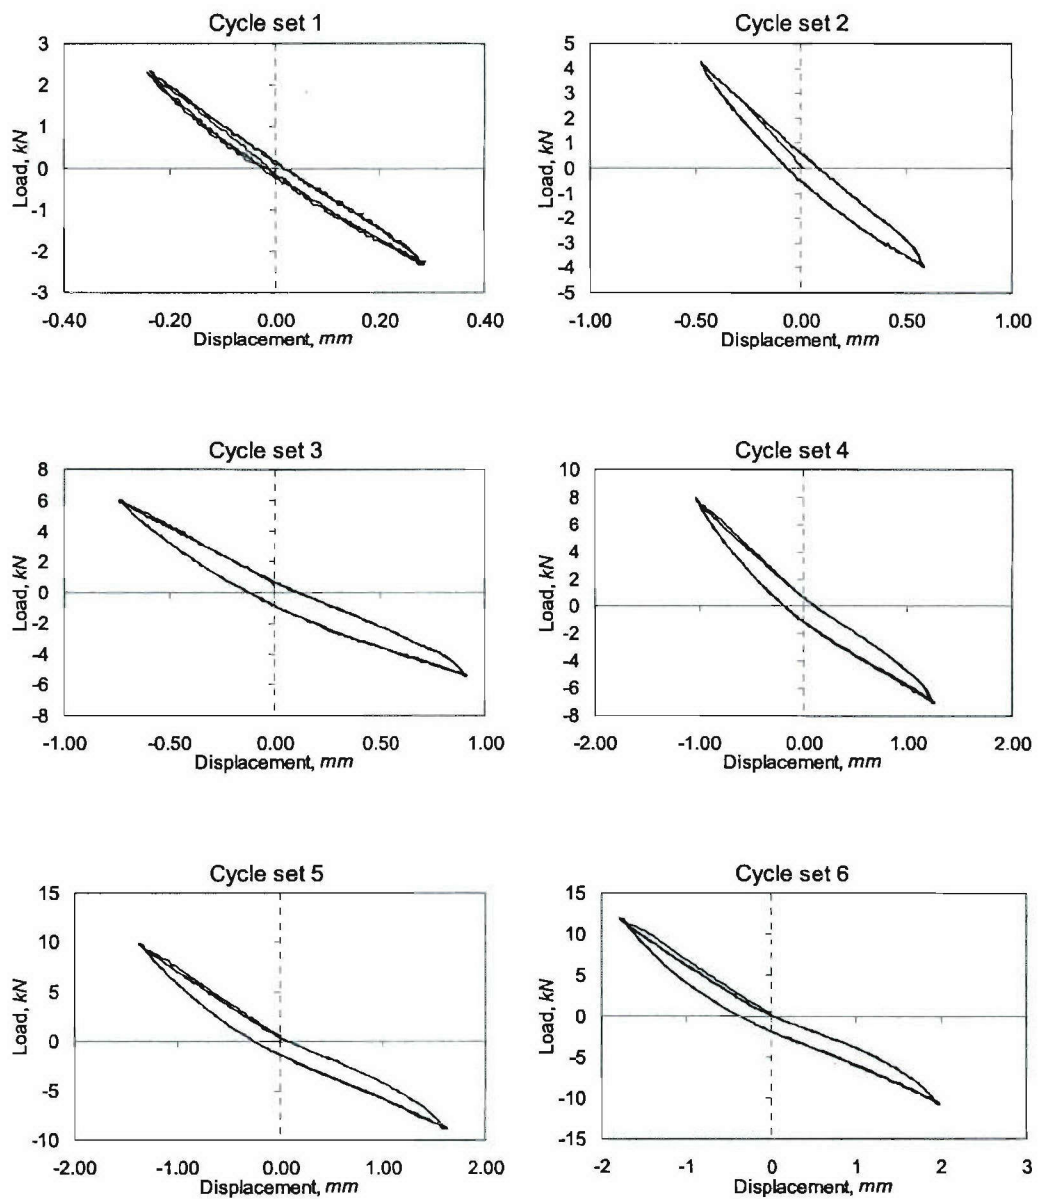 Cycle set 1
3
2
1
0
-1
-2
-3
Load, kN
-0.40 -0.20 0.00 0.20 0.40
Displacement, mm
Cycle set 2
5
4
3
2
1
0
-1
-2
-3
-4
-5
Load, kN
-1.00 -0.50 0.00 0.50 1.00
Displacement, mm
Cycle set 3
8
6
4
2
0
-2
-4
-6
-8
Load, kN
-1.00 -0.50 0.00 0.50 1.00
Displacement, mm
Cycle set 4
10
8
6
4
2
0
-2
-4
-6
-8
Load, kN
-2.00 -1.00 0.00 1.00 2.00
Displacement, mm
Cycle set 5
15
10
5
0
-5
-10
Load, kN
-2.00 -1.00 0.00 1.00 2.00
Displacement, mm
Cycle set 6
15
10
5
0
-5
-10
-15
Load, kN
-2 -1 0 1 2 3
Displacement, mm